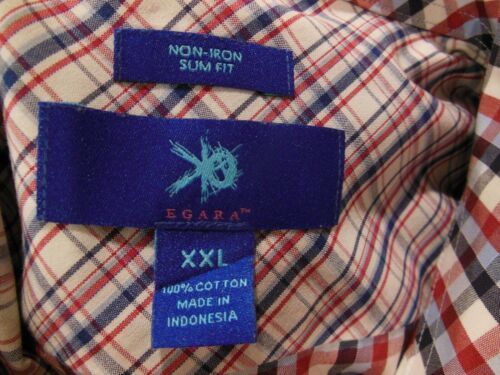 NON-IRON
SLIM FIT
EGARA™
XXL
100% COTTON
MADE IN
INDONESIA